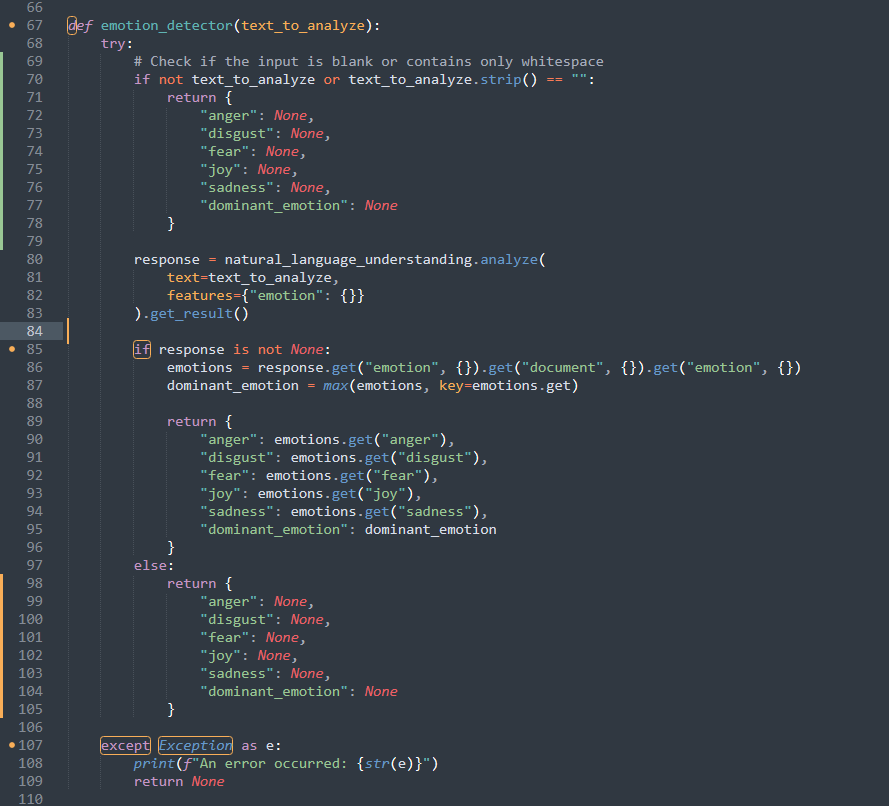 66
67 def emotion_detector(text_to_analyze):
68     try:
69         # Check if the input is blank or contains only whitespace
70         if not text_to_analyze or text_to_analyze.strip() == "":
71             return {
72                 "anger": None,
73                 "disgust": None,
74                 "fear": None,
75                 "joy": None,
76                 "sadness": None,
77                 "dominant_emotion": None
78             }
79
80         response = natural_language_understanding.analyze(
81             text=text_to_analyze,
82             features={"emotion": {}}
83         ).get_result()
84
85         if response is not None:
86             emotions = response.get("emotion", {}).get("document", {}).get("emotion", {})
87             dominant_emotion = max(emotions, key=emotions.get)
88
89             return {
90                 "anger": emotions.get("anger"),
91                 "disgust": emotions.get("disgust"),
92                 "fear": emotions.get("fear"),
93                 "joy": emotions.get("joy"),
94                 "sadness": emotions.get("sadness"),
95                 "dominant_emotion": dominant_emotion
96             }
97         else:
98             return {
99                 "anger": None,
100                 "disgust": None,
101                 "fear": None,
102                 "joy": None,
103                 "sadness": None,
104                 "dominant_emotion": None
105             }
106
107     except Exception as e:
108         print(f"An error occurred: {str(e)}")
109         return None
110